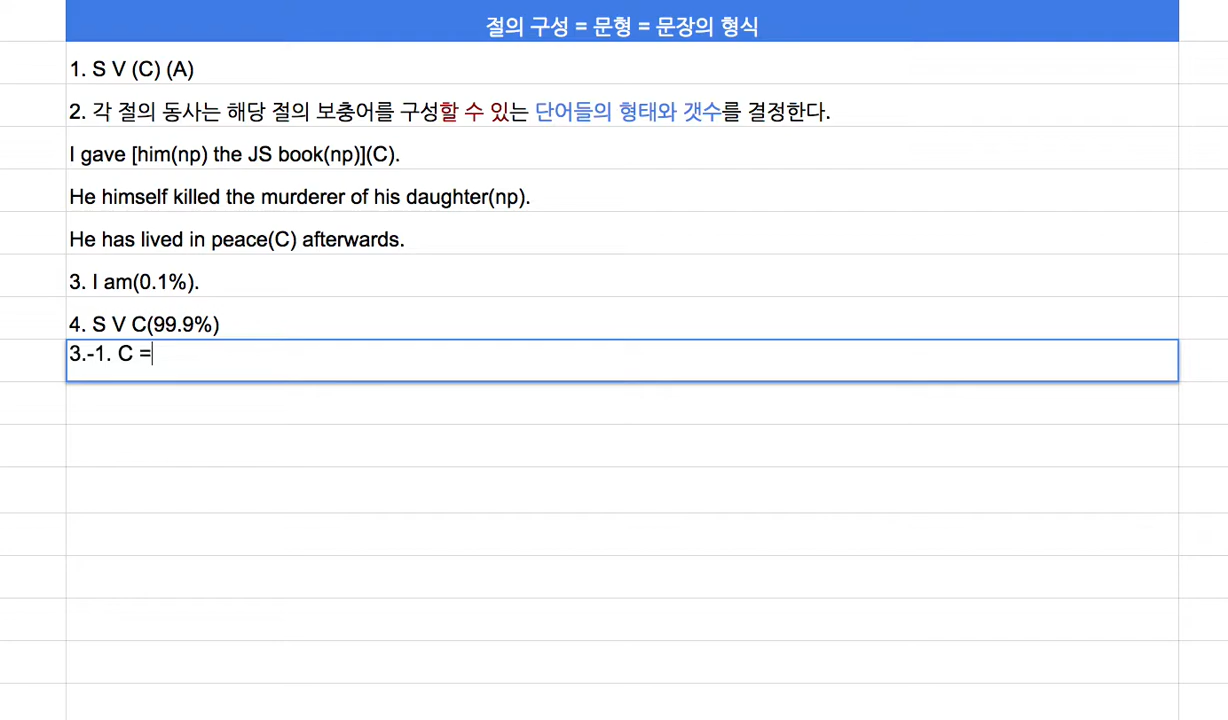 절의 구성 = 문형 = 문장의 형식
1. S V (C) (A)
2. 각 절의 동사는 해당 절의 보충어를 구성할 수 있는 단어들의 형태와 갯수를 결정한다.
I gave [him(np) the JS book(np)](C).
He himself killed the murderer of his daughter(np).
He has lived in peace(C) afterwards.
3. I am(0.1%).
4. S V C(99.9%)
3.-1. C =